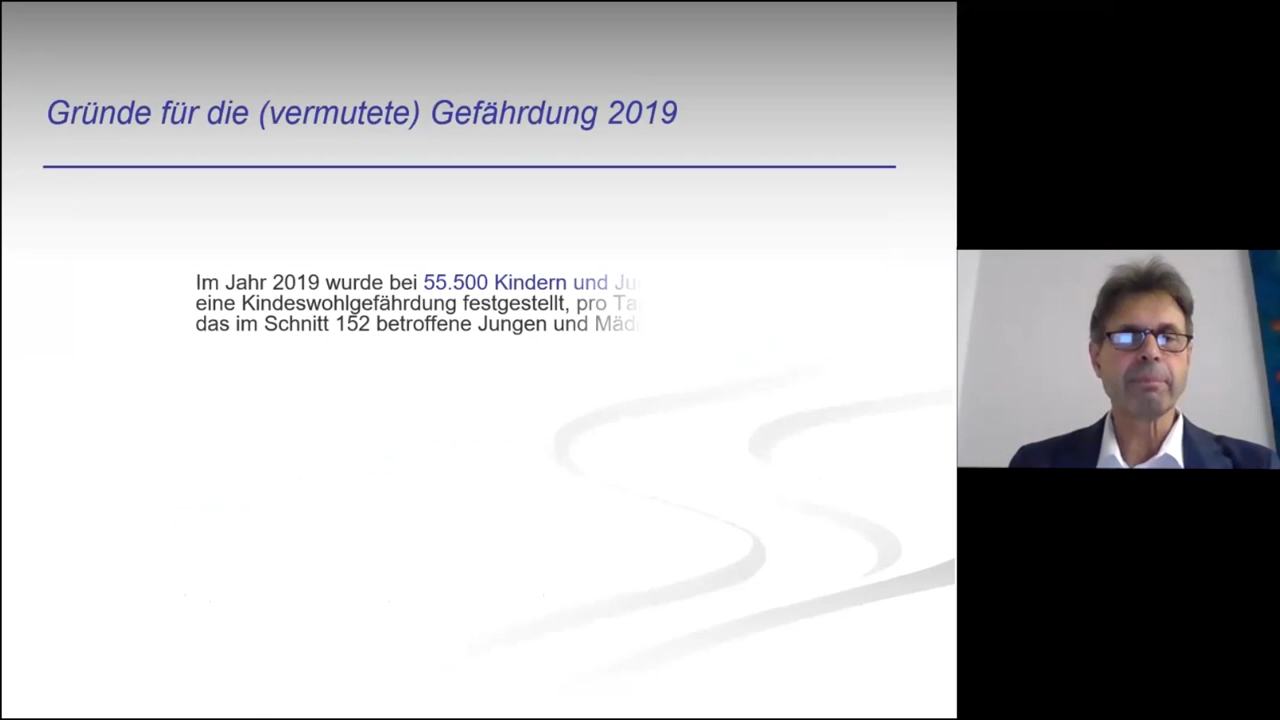 Gründe für die (vermutete) Gefährdung 2019
Im Jahr 2019 wurde bei 55.500 Kindern und
eine Kindeswohlgefährdung festgestellt, pro
das im Schnitt 152 betroffene Jungen und